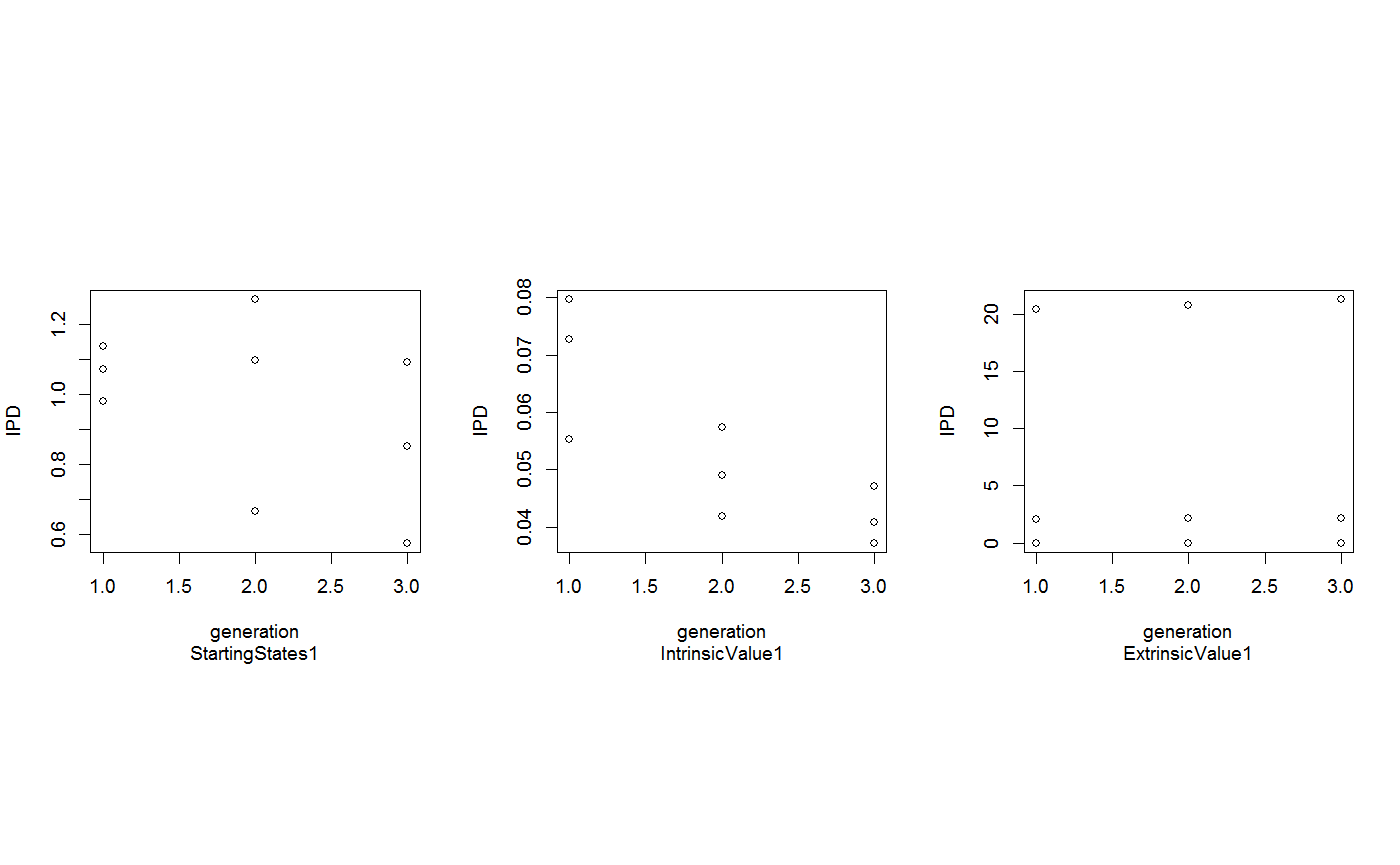 IPD
0.6
0.8
1.0
1.2
1.0 1.5 2.0 2.5 3.0
generation
StartingStates1
IPD
0.04
0.05
0.06
0.07
0.08
1.0 1.5 2.0 2.5 3.0
generation
IntrinsicValue1
IPD
0
5
10
15
20
1.0 1.5 2.0 2.5 3.0
generation
ExtrinsicValue1